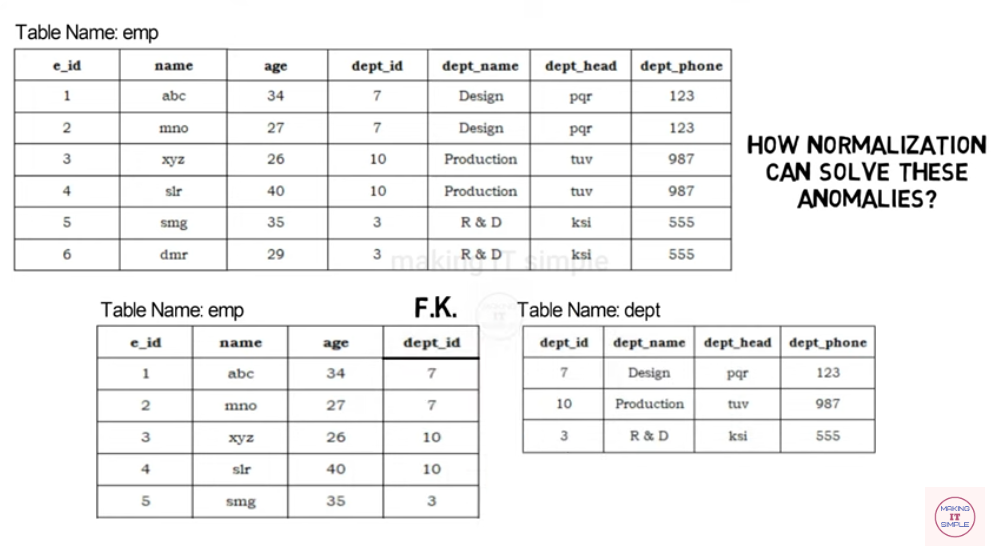 Table Name: emp
e_id name age dept_id dept_name dept_head dept_phone
1 abc 34 7 Design pqr 123
2 mno 27 7 Design pqr 123
3 xyz 26 10 Production tuv 987
4 slr 40 10 Production tuv 987
5 smg 35 3 R & D ksi 555
6 dmr 29 3 R & D ksi 555
HOW NORMALIZATION
CAN SOLVE THESE
ANOMALIES?
making IT simple
Table Name: emp F.K.
e_id name age dept_id
1 abc 34 7
2 mno 27 7
3 xyz 26 10
4 slr 40 10
5 smg 35 3
Table Name: dept
dept_id dept_name dept_head dept_phone
7 Design pqr 123
10 Production tuv 987
3 R & D ksi 555
MAKING
IT
SIMPLE